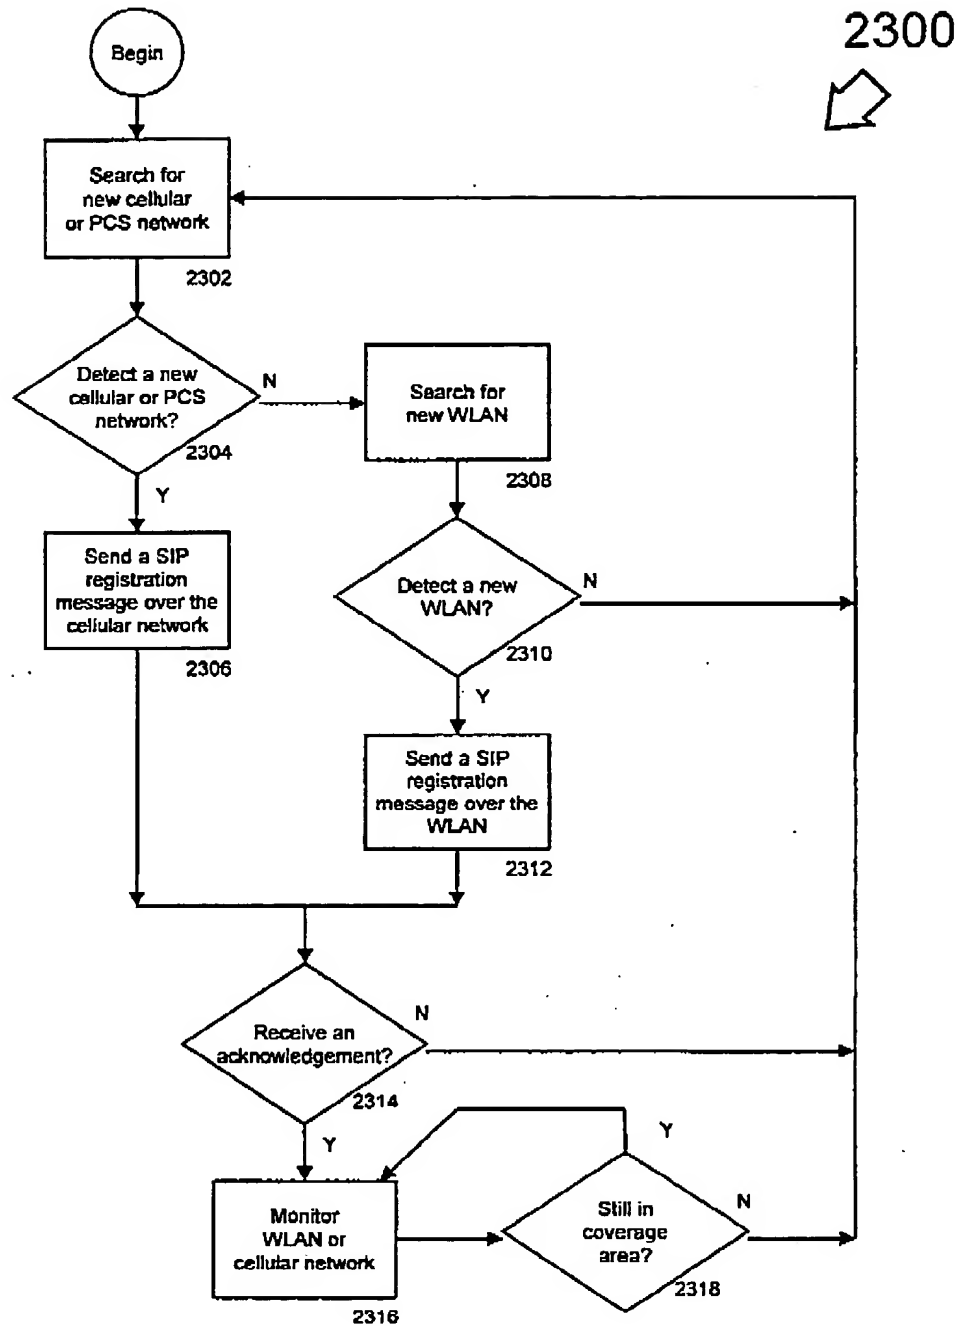 2300
Begin
Search for
new cellular
or PCS network
2302
Detect a new
cellular or PCS
network?
2304
N
Y
Search for
new WLAN
2308
Send a SIP
registration
message over the
cellular network
2306
Detect a new
WLAN?
2310
N
Y
Send a SIP
registration
message over the
WLAN
2312
Receive an
acknowledgement?
2314
N
Y
Monitor
WLAN or
cellular network
2316
Still in
coverage
area?
2318
Y
N